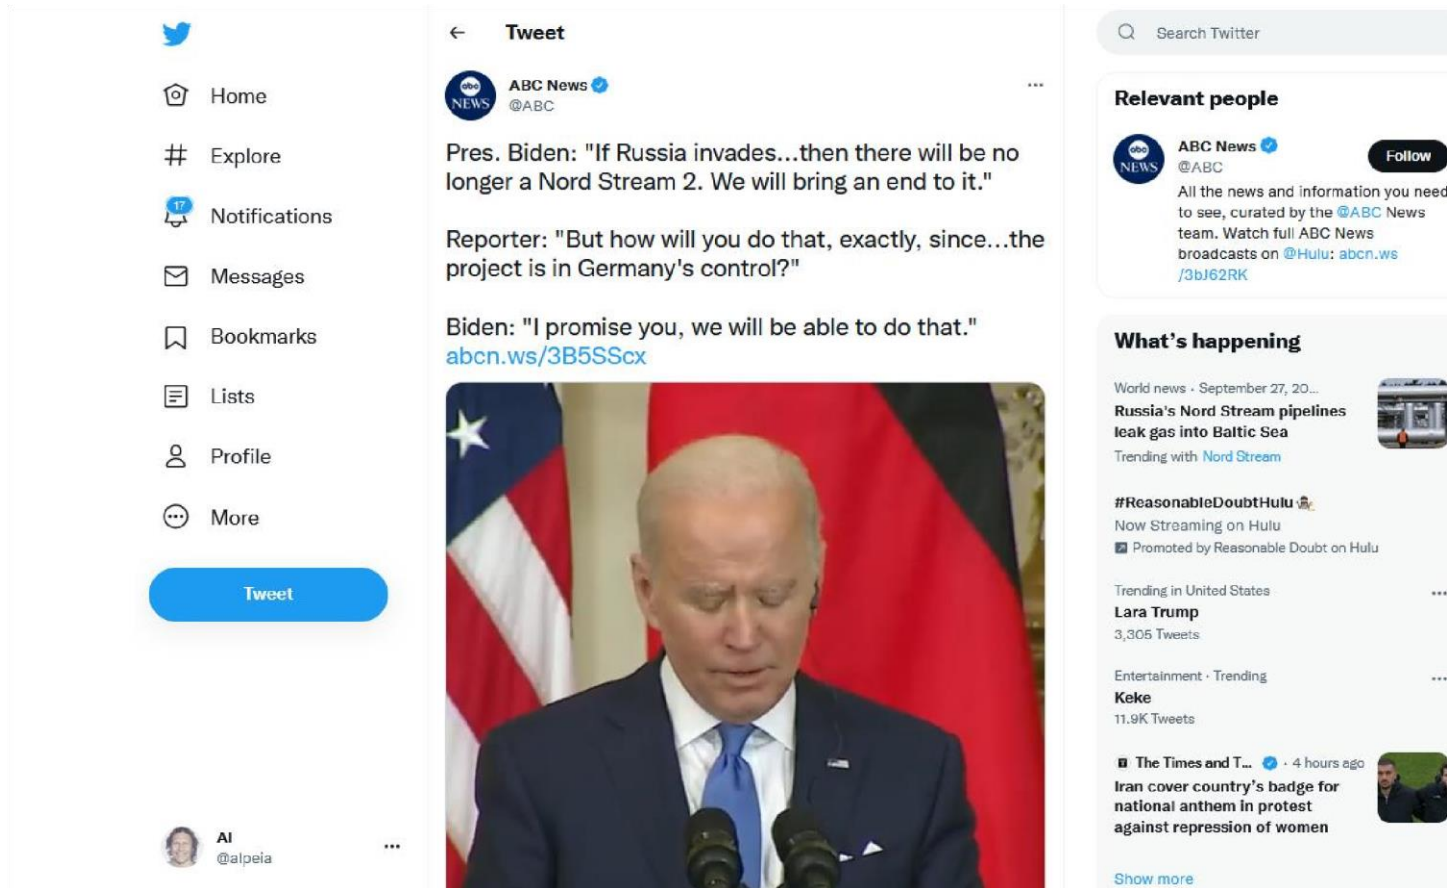 Home
Explore
17
Notifications
Messages
Bookmarks
Lists
Profile
More
Tweet
Al
@alpeia
Tweet
abc
NEWS
ABC News
@ABC
Pres. Biden: "If Russia invades...then there will be no
longer a Nord Stream 2. We will bring an end to it."
Reporter: "But how will you do that, exactly, since...the
project is in Germany's control?"
Biden: "I promise you, we will be able to do that."
abcn.ws/3B5SScx
Search Twitter
Relevant people
abc
NEWS
ABC News
@ABC
Follow
All the news and information you need
to see, curated by the @ABC News
team. Watch full ABC News
broadcasts on @Hulu: abcn.ws
/3bJ62RK
What's happening
World news · September 27, 20...
Russia's Nord Stream pipelines
leak gas into Baltic Sea
Trending with Nord Stream
#ReasonableDoubtHulu
Now Streaming on Hulu
Promoted by Reasonable Doubt on Hulu
Trending in United States
Lara Trump
3,305 Tweets
Entertainment · Trending
Keke
11.9K Tweets
The Times and T... · 4 hours ago
Iran cover country's badge for
national anthem in protest
against repression of women
Show more